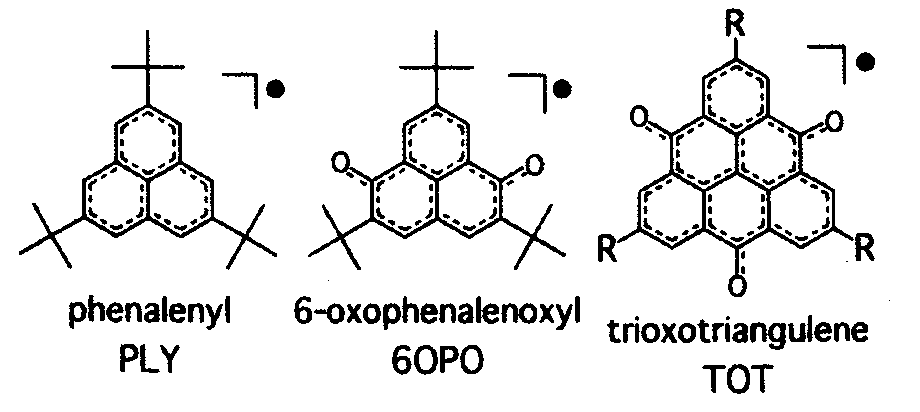 R
O
O
O
O
R
R
O
phenalenyl
PLY
6-oxophenalenoxyl
6OPO
trioxotriangulene
TOT